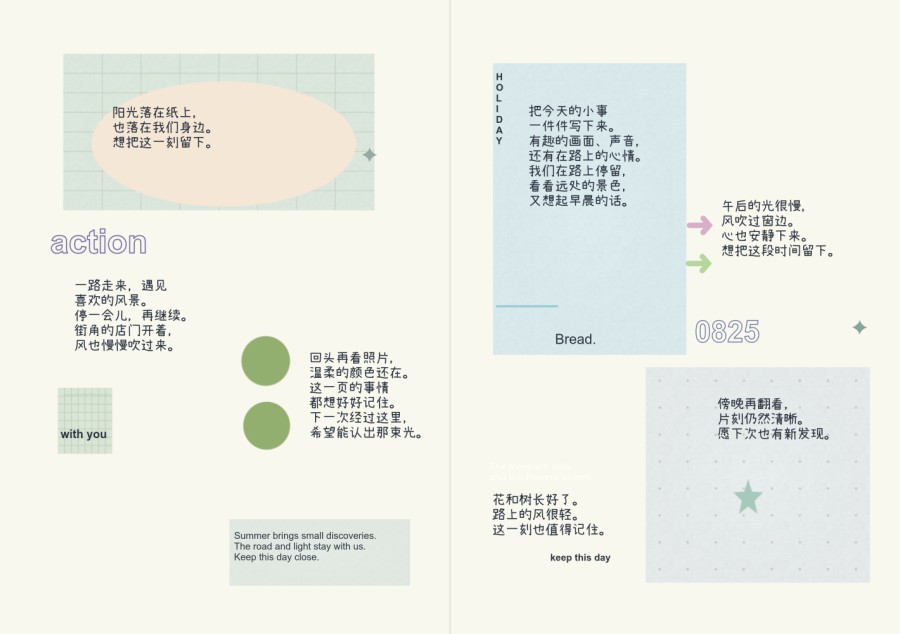 阳光落在纸上，
也落在我们身边。
想把这一刻留下。
action
一路走来，遇见
喜欢的风景。
停一会儿，再继续。
街角的店门开着，
风也慢慢吹过来。
回头再看照片，
温柔的颜色还在。
这一页的事情
都想好好记住。
下一次经过这里，
希望能认出那束光。
with you
Summer brings small discoveries.
The road and light stay with us.
Keep this day close.
HOLIDAY
把今天的小事
一件件写下来。
有趣的画面、声音，
还有在路上的心情。
我们在路上停留，
看看远处的景色，
又想起早晨的话。
午后的光很慢，
风吹过窗边。
心也安静下来。
想把这段时间留下。
Bread.
0825
傍晚再翻看，
片刻仍然清晰。
愿下次也有新发现。
花和树长好了。
路上的风很轻。
这一刻也值得记住。
keep this day